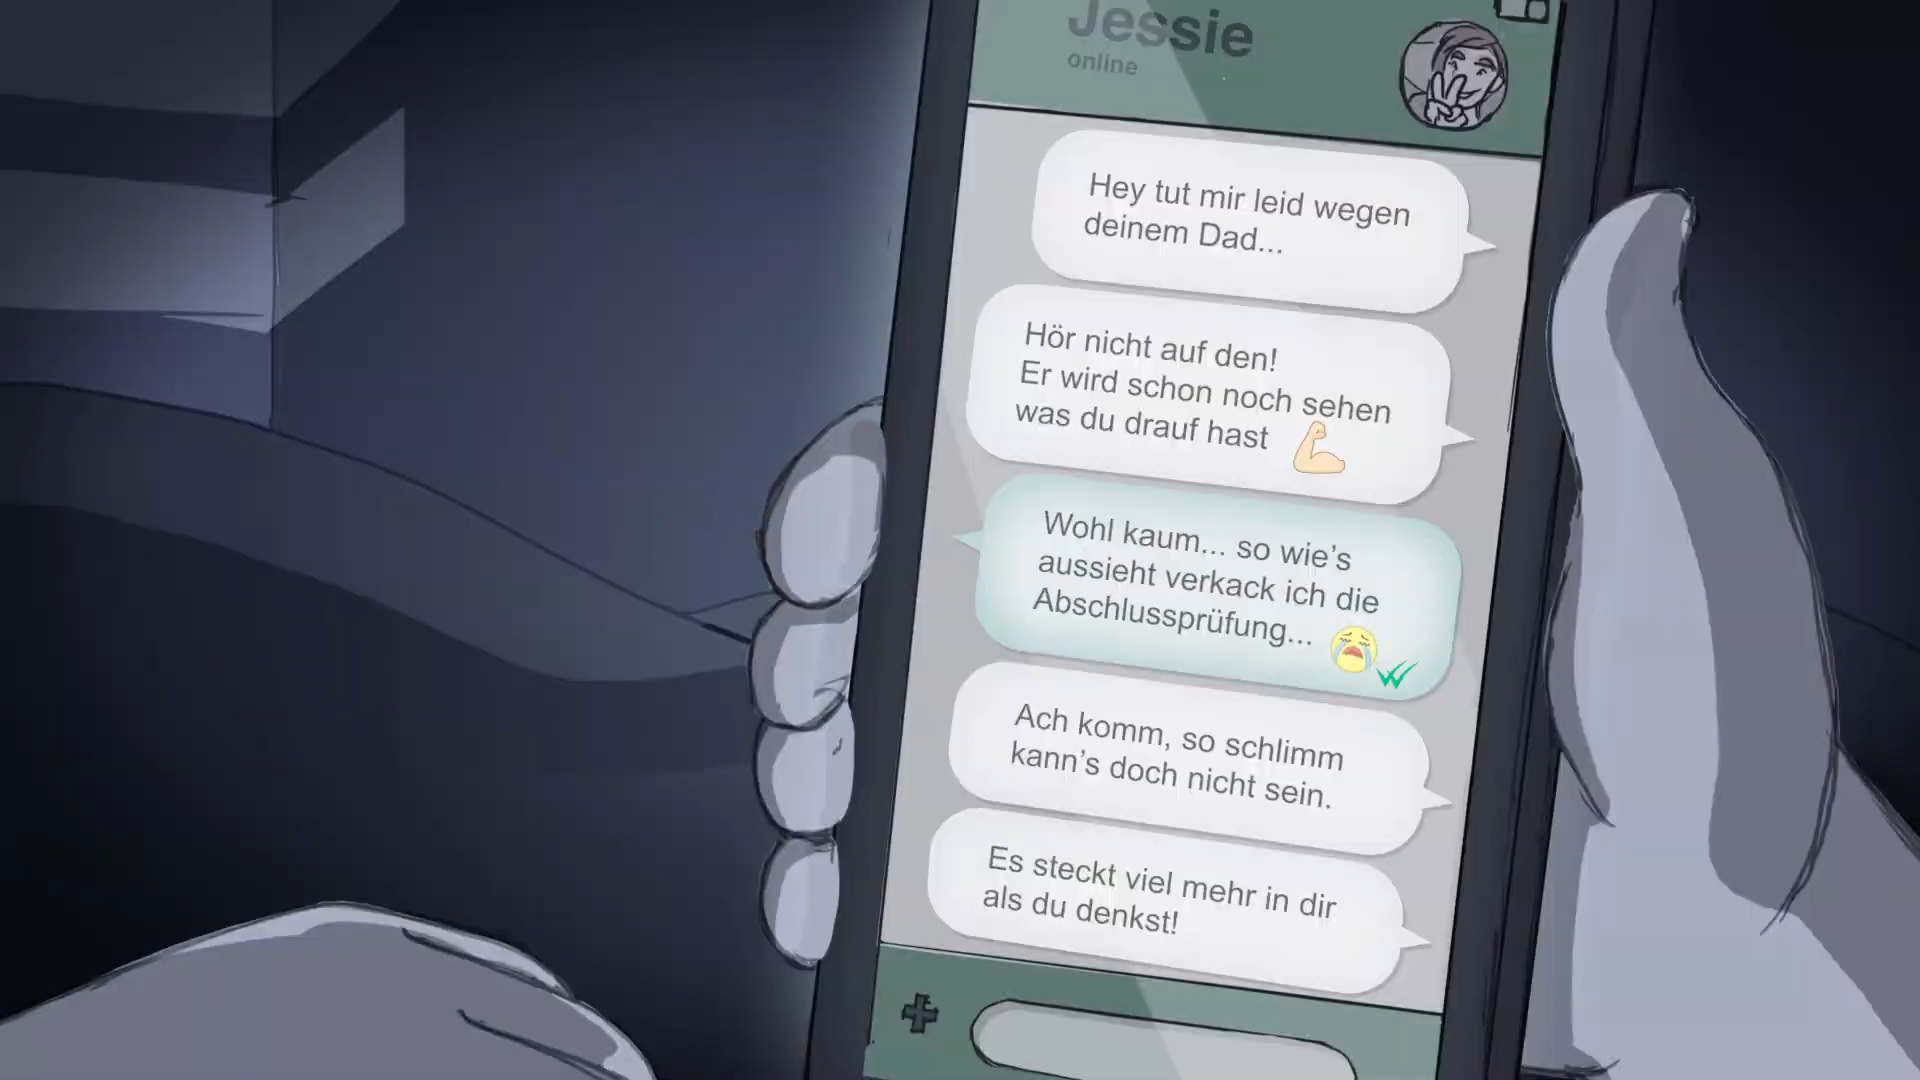 Jessie
online
Hey tut mir leid wegen
deinem Dad...
Hör nicht auf den!
Er wird schon noch sehen
was du drauf hast 💪🏻
Wohl kaum... so wie’s
aussieht verkack ich die
Abschlussprüfung... 😭
Ach komm, so schlimm
kann’s doch nicht sein.
Es steckt viel mehr in dir
als du denkst!